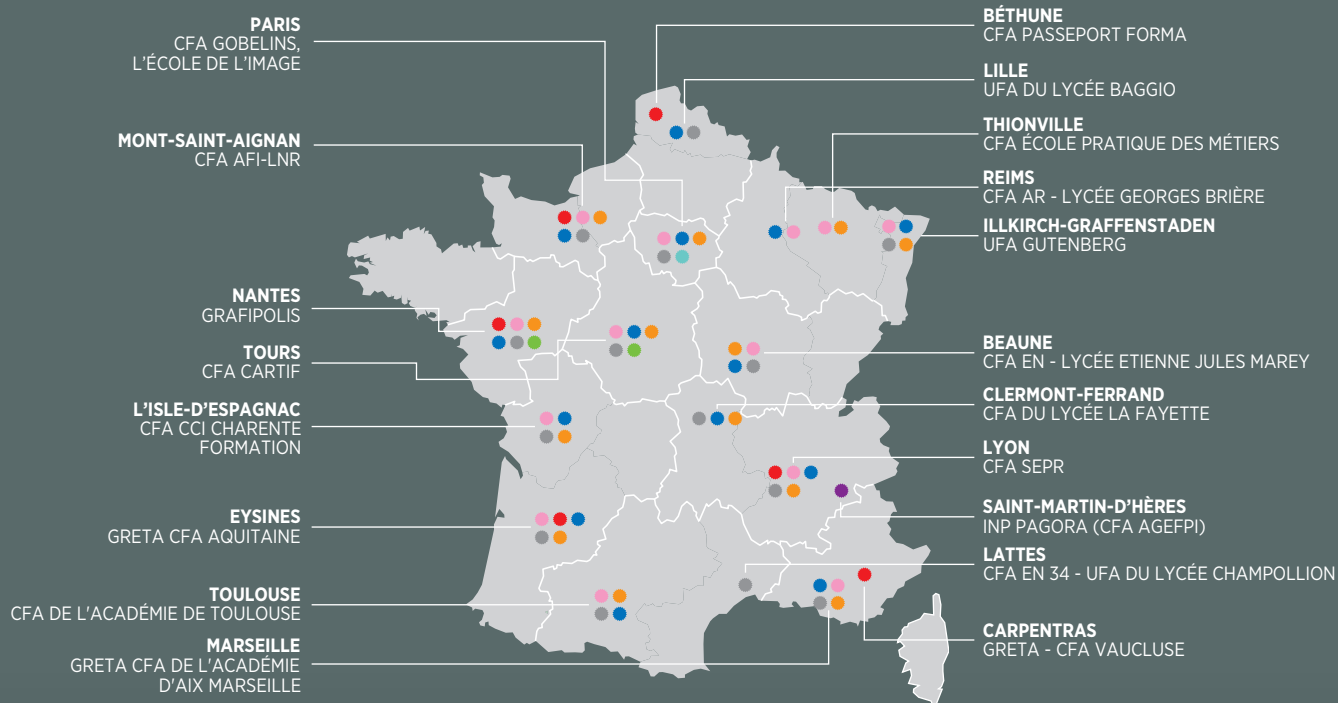 PARIS
CFA GOBELINS,
L'ÉCOLE DE L'IMAGE
MONT-SAINT-AIGNAN
CFA AFI-LNR
NANTES
GRAFIPOLIS
TOURS
CFA CARTIF
L'ISLE-D'ESPAGNAC
CFA CCI CHARENTE
FORMATION
EYSINES
GRETA CFA AQUITAINE
TOULOUSE
CFA DE L'ACADÉMIE DE TOULOUSE
MARSEILLE
GRETA CFA DE L'ACADÉMIE
D'AIX MARSEILLE
BÉTHUNE
CFA PASSEPORT FORMA
LILLE
UFA DU LYCÉE BAGGIO
THIONVILLE
CFA ÉCOLE PRATIQUE DES MÉTIERS
REIMS
CFA AR - LYCÉE GEORGES BRIÈRE
ILLKIRCH-GRAFFENSTADEN
UFA GUTENBERG
BEAUNE
CFA EN - LYCÉE ETIENNE JULES MAREY
CLERMONT-FERRAND
CFA DU LYCÉE LA FAYETTE
LYON
CFA SEPR
SAINT-MARTIN-D'HÈRES
INP PAGORA (CFA AGEFPI)
LATTES
CFA EN 34 - UFA DU LYCÉE CHAMPOLLION
CARPENTRAS
GRETA - CFA VAUCLUSE